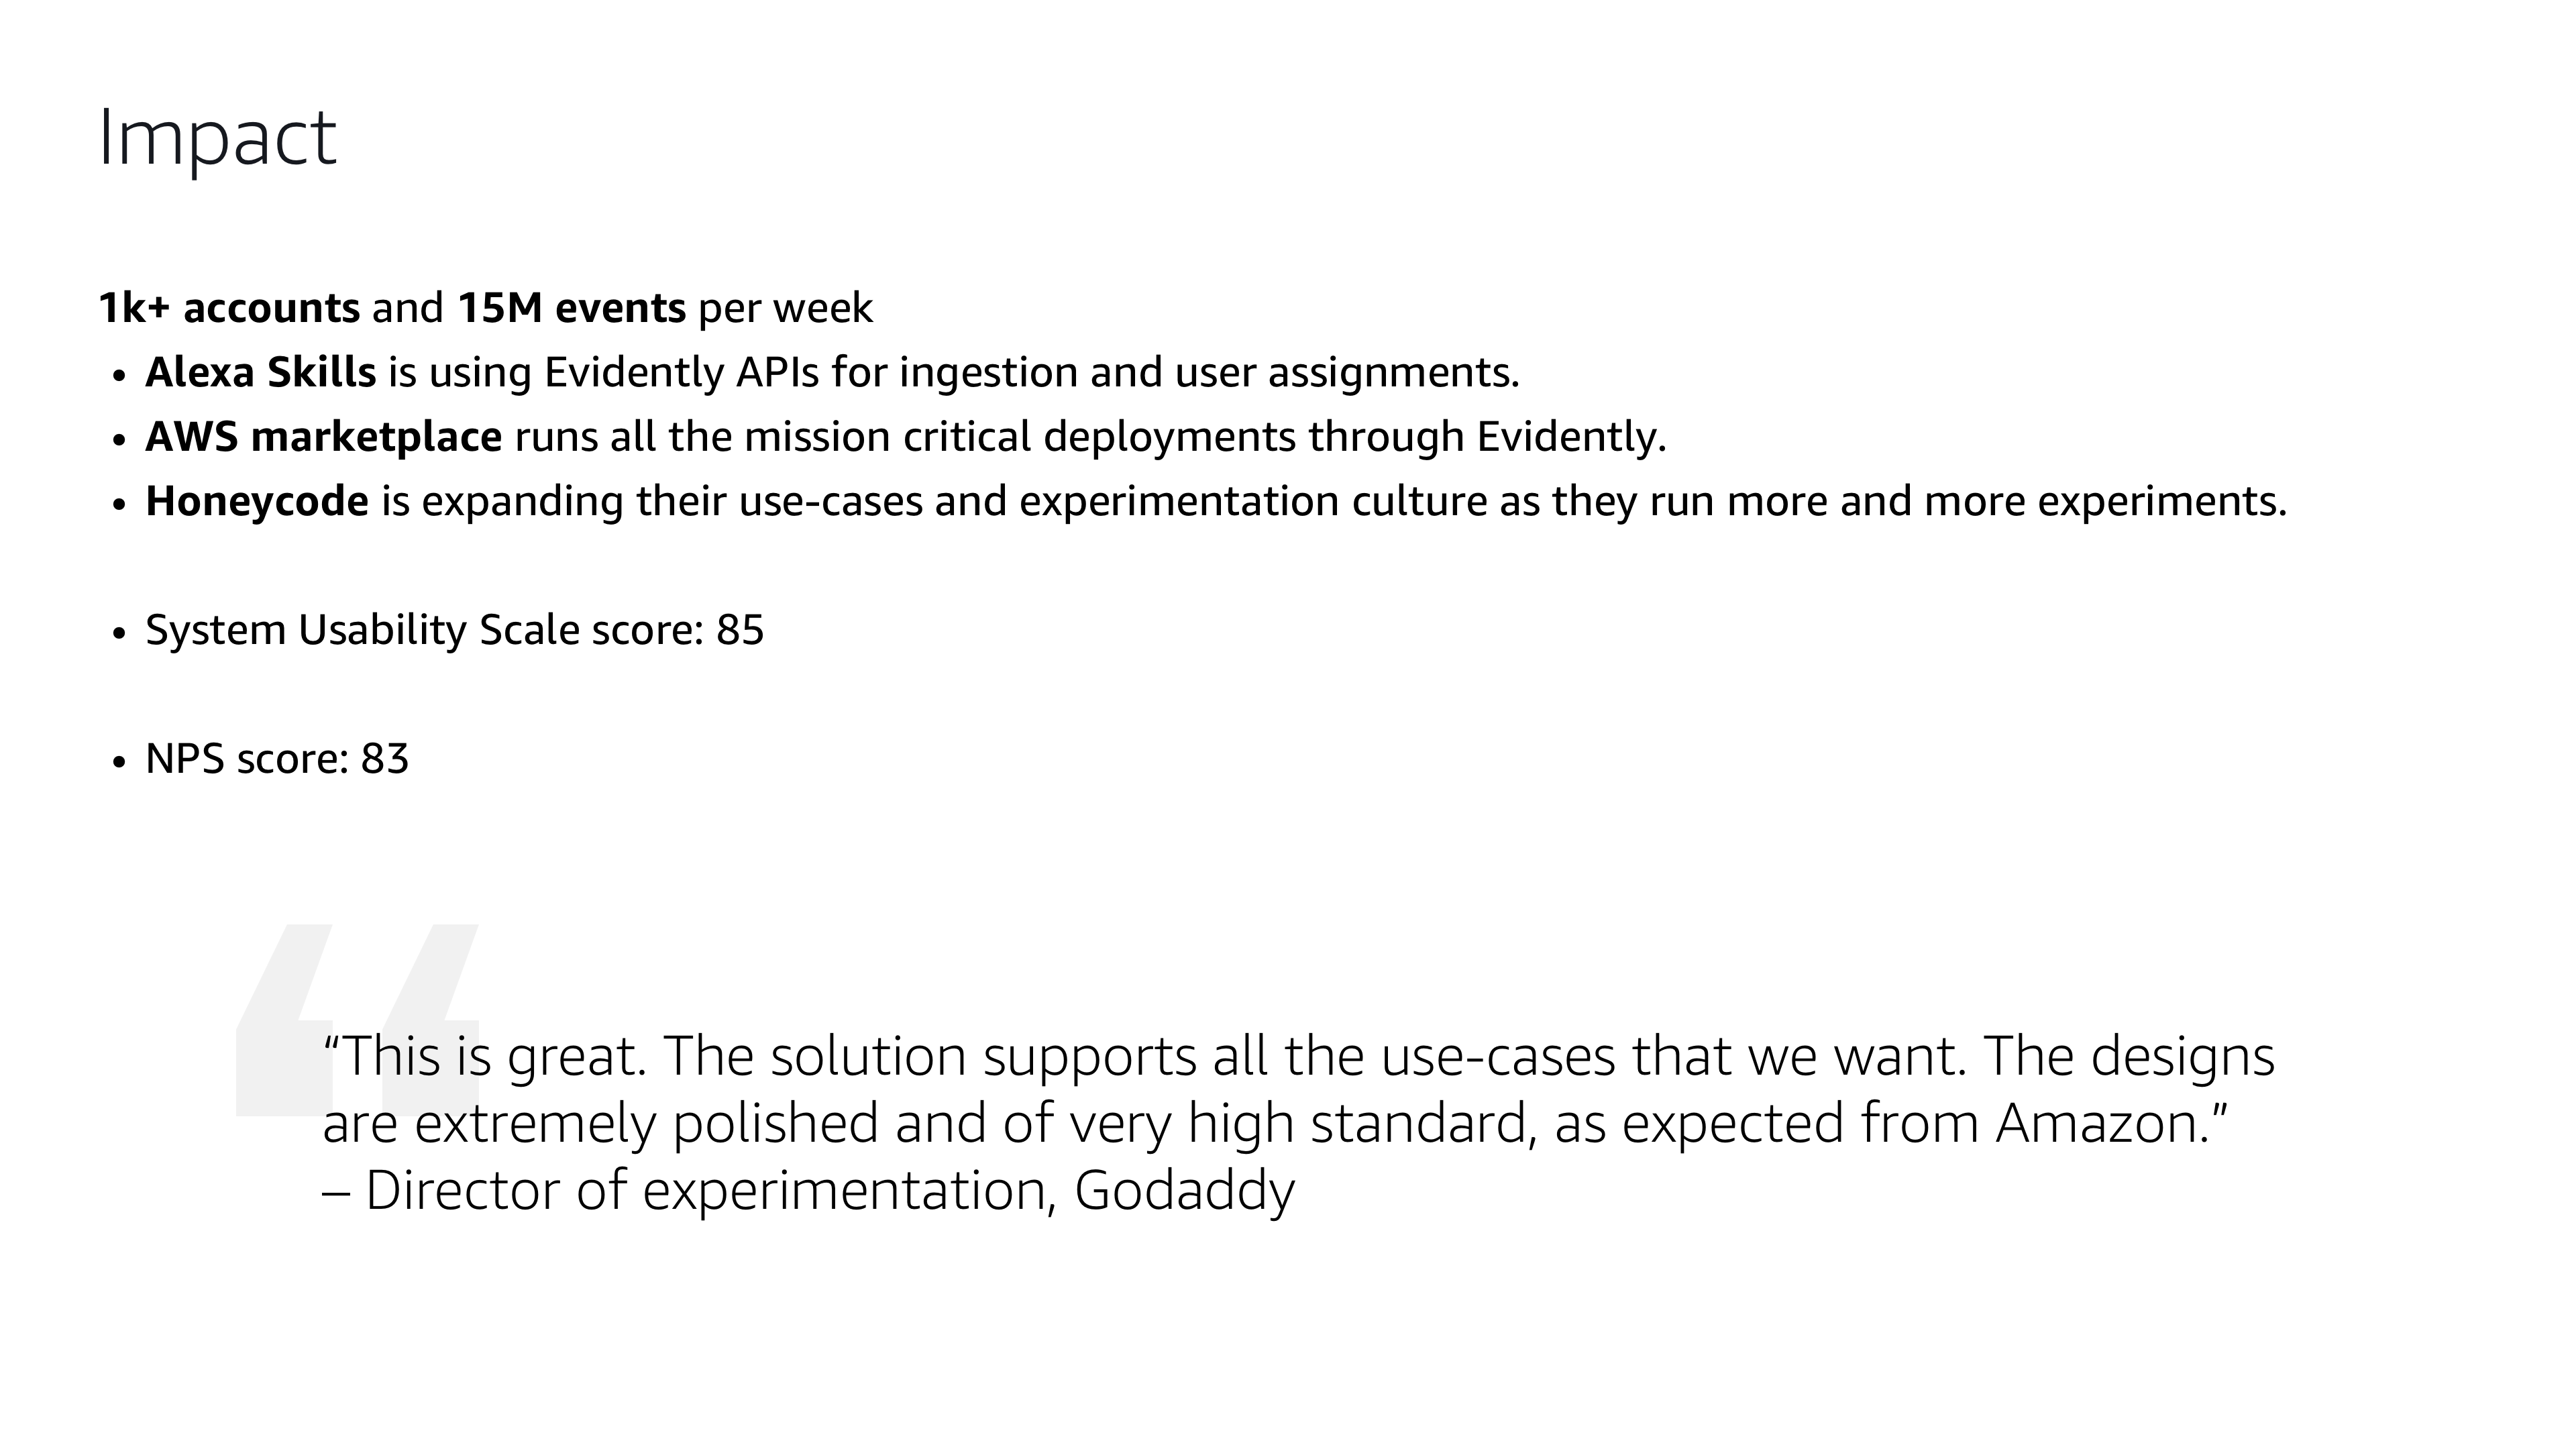 Impact
1k+ accounts and 15M events per week
• Alexa Skills is using Evidently APIs for ingestion and user assignments.
• AWS marketplace runs all the mission critical deployments through Evidently.
• Honeycode is expanding their use-cases and experimentation culture as they run more and more experiments.
• System Usability Scale score: 85
• NPS score: 83
“
“This is great. The solution supports all the use-cases that we want. The designs
are extremely polished and of very high standard, as expected from Amazon.”
– Director of experimentation, Godaddy